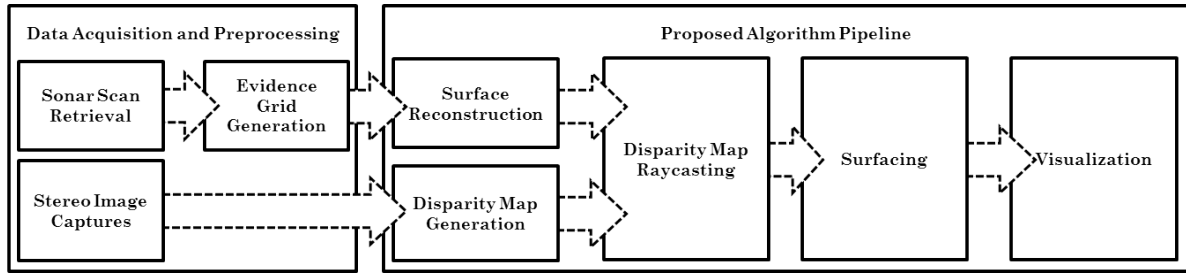 Data Acquisition and Preprocessing
Sonar Scan
Retrieval
Evidence
Grid
Generation
Stereo Image
Captures
Proposed Algorithm Pipeline
Surface
Reconstruction
Disparity Map
Generation
Disparity Map
Raycasting
Surfacing
Visualization